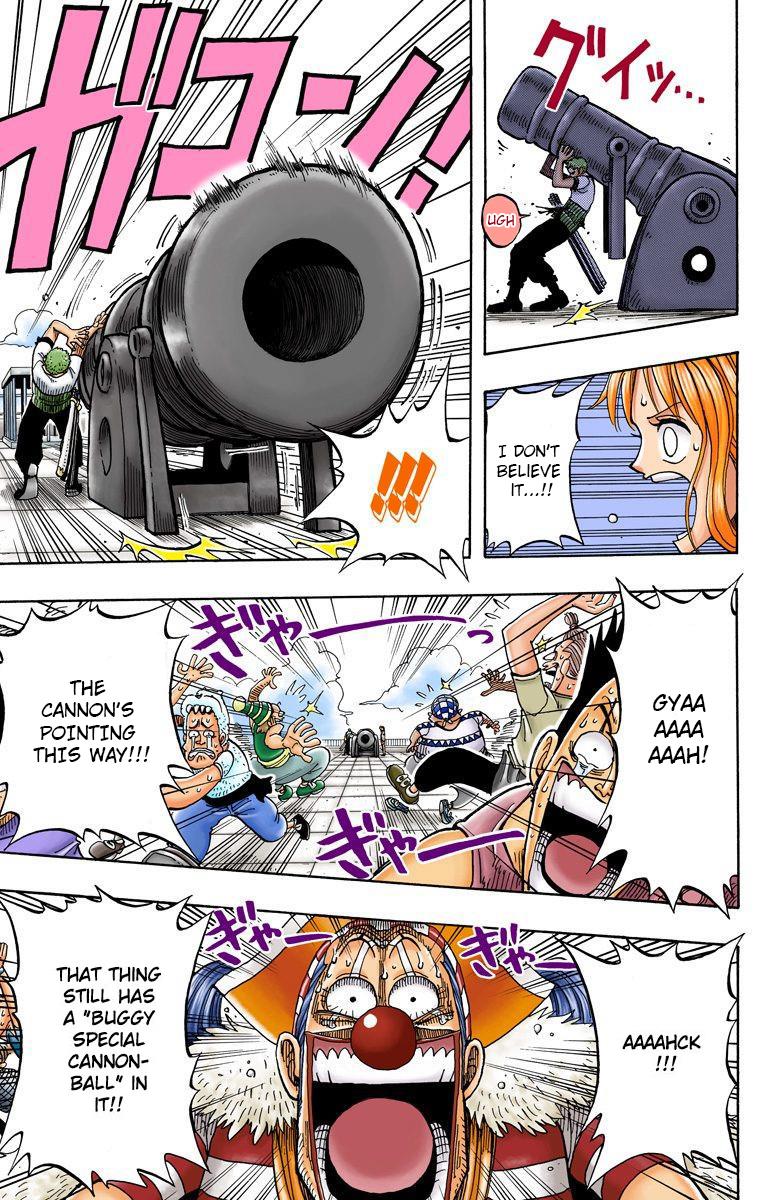 グイッ...
UGH
ガコーン!!
I DON'T
BELIEVE
IT...!!
!!!
GYAA
AAAA
AAAH!
ぎゃーっ
THE
CANNON'S
POINTING
THIS WAY!!!
ぎゃー
AAAAHCK
!!!
ぎゃー
ぎゃー
THAT THING
STILL HAS
A "BUGGY
SPECIAL
CANNON-
BALL" IN
IT!!